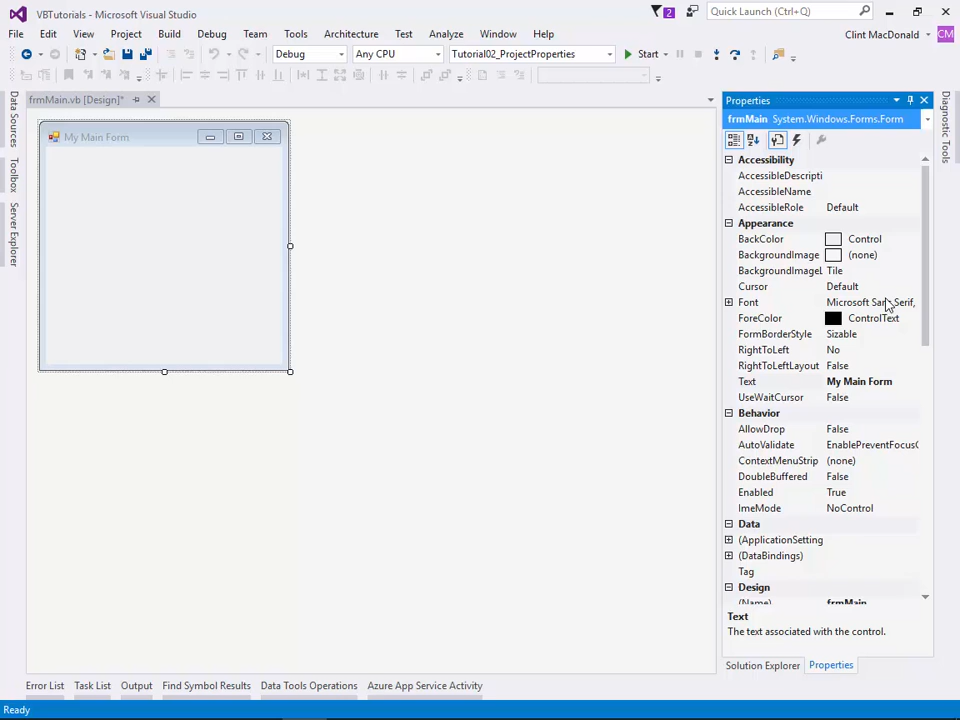 VBTutorials - Microsoft Visual Studio
2
Quick Launch (Ctrl+Q)
File Edit View Project Build Debug Team Tools Architecture Test Analyze Window Help
Clint MacDonald
CM
Debug Any CPU Tutorial02_ProjectProperties Start
Data Sources
Toolbox
Server Explorer
frmMain.vb [Design]*
My Main Form
Properties
frmMain System.Windows.Forms.Form
Accessibility
AccessibleDescripti
AccessibleName
AccessibleRole Default
Appearance
BackColor Control
BackgroundImage (none)
BackgroundImageL Tile
Cursor Default
Font Microsoft Sans Serif,
ForeColor ControlText
FormBorderStyle Sizable
RightToLeft No
RightToLeftLayout False
Text My Main Form
UseWaitCursor False
Behavior
AllowDrop False
AutoValidate EnablePreventFocusC
ContextMenuStrip (none)
DoubleBuffered False
Enabled True
ImeMode NoControl
Data
(ApplicationSetting
(DataBindings)
Tag
Design
(Name) frmMain
Text
The text associated with the control.
Solution Explorer Properties
Diagnostic Tools
Error List Task List Output Find Symbol Results Data Tools Operations Azure App Service Activity
Ready